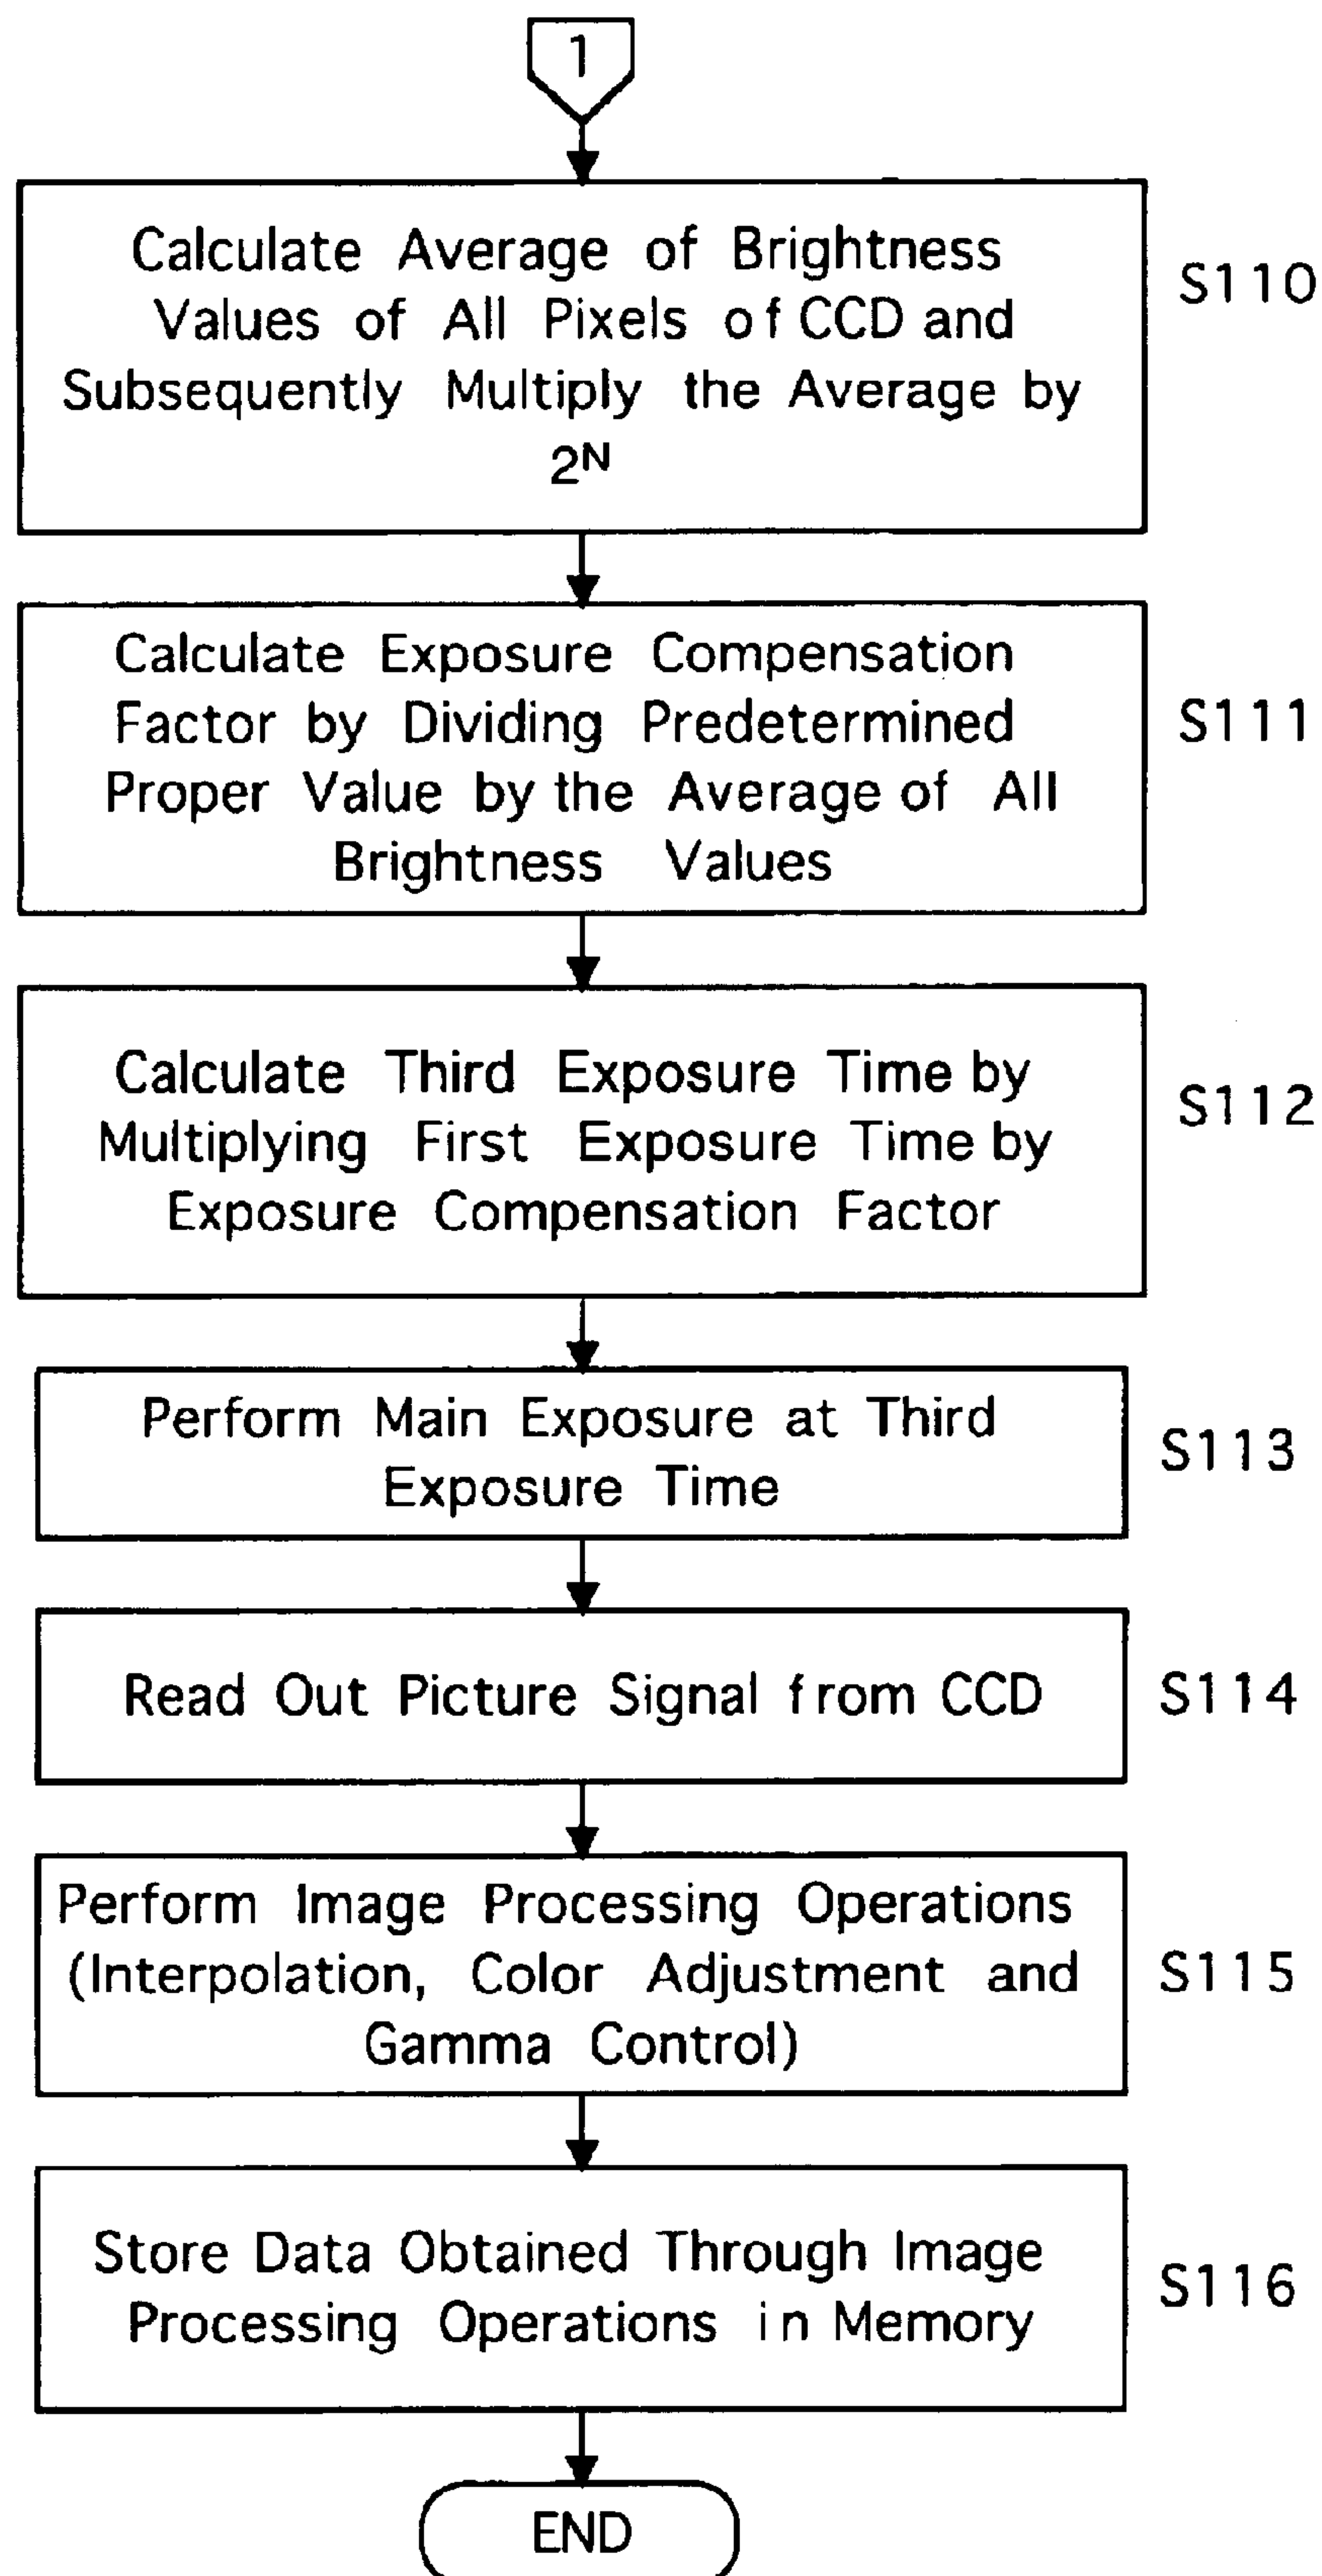 1
Calculate Average of Brightness
Values of All Pixels of CCD and
Subsequently Multiply the Average by
2ᴺ
S110
Calculate Exposure Compensation
Factor by Dividing Predetermined
Proper Value by the Average of All
Brightness Values
S111
Calculate Third Exposure Time by
Multiplying First Exposure Time by
Exposure Compensation Factor
S112
Perform Main Exposure at Third
Exposure Time
S113
Read Out Picture Signal from CCD
S114
Perform Image Processing Operations
(Interpolation, Color Adjustment and
Gamma Control)
S115
Store Data Obtained Through Image
Processing Operations in Memory
S116
END